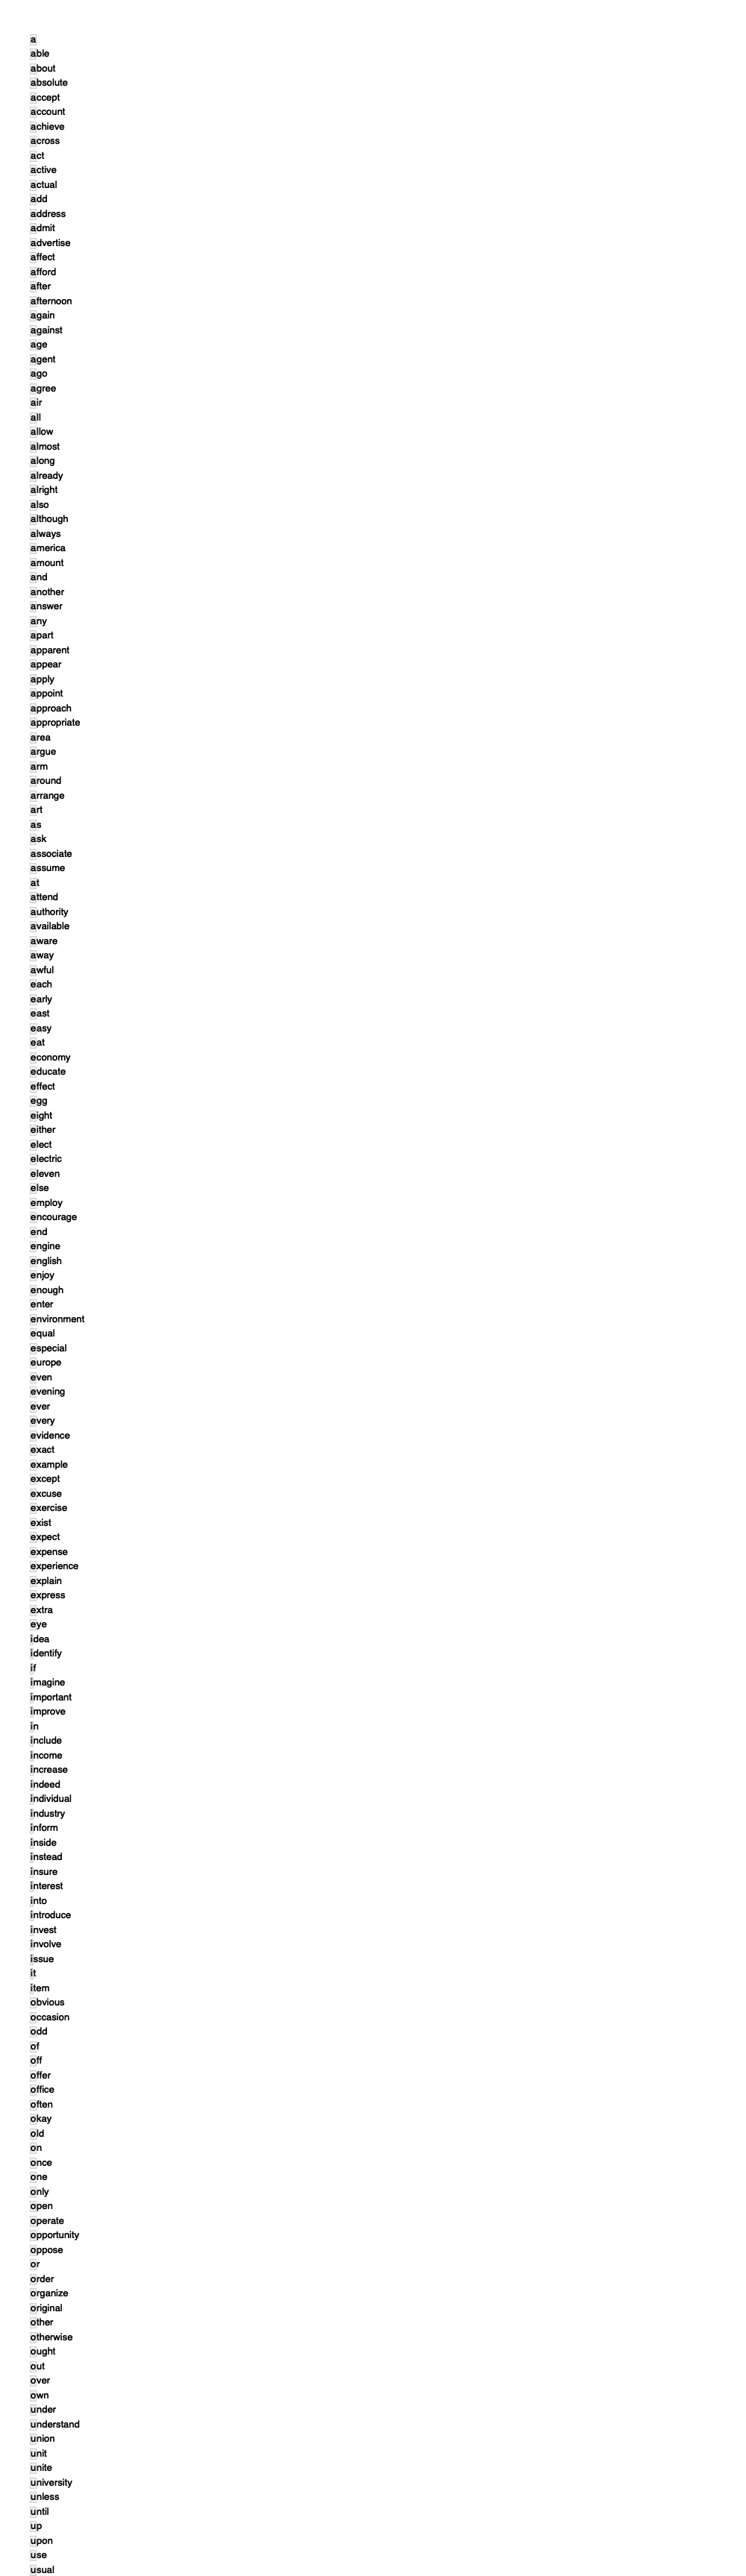 a
able
about
absolute
accept
account
achieve
across
act
active
actual
add
address
admit
advertise
affect
afford
after
afternoon
again
against
age
agent
ago
agree
air
all
allow
almost
along
already
alright
also
although
always
america
amount
and
another
answer
any
apart
apparent
appear
apply
appoint
approach
appropriate
area
argue
arm
around
arrange
art
as
ask
associate
assume
at
attend
authority
available
aware
away
awful
each
early
east
easy
eat
economy
educate
effect
egg
eight
either
elect
electric
eleven
else
employ
encourage
end
engine
english
enjoy
enough
enter
environment
equal
especial
europe
even
evening
ever
every
evidence
exact
example
except
excuse
exercise
exist
expect
expense
experience
explain
express
extra
eye
idea
identify
if
imagine
important
improve
in
include
income
increase
indeed
individual
industry
inform
inside
instead
insure
interest
into
introduce
invest
involve
issue
it
item
obvious
occasion
odd
of
off
offer
office
often
okay
old
on
once
one
only
open
operate
opportunity
oppose
or
order
organize
original
other
otherwise
ought
out
over
own
under
understand
union
unit
unite
university
unless
until
up
upon
use
usual